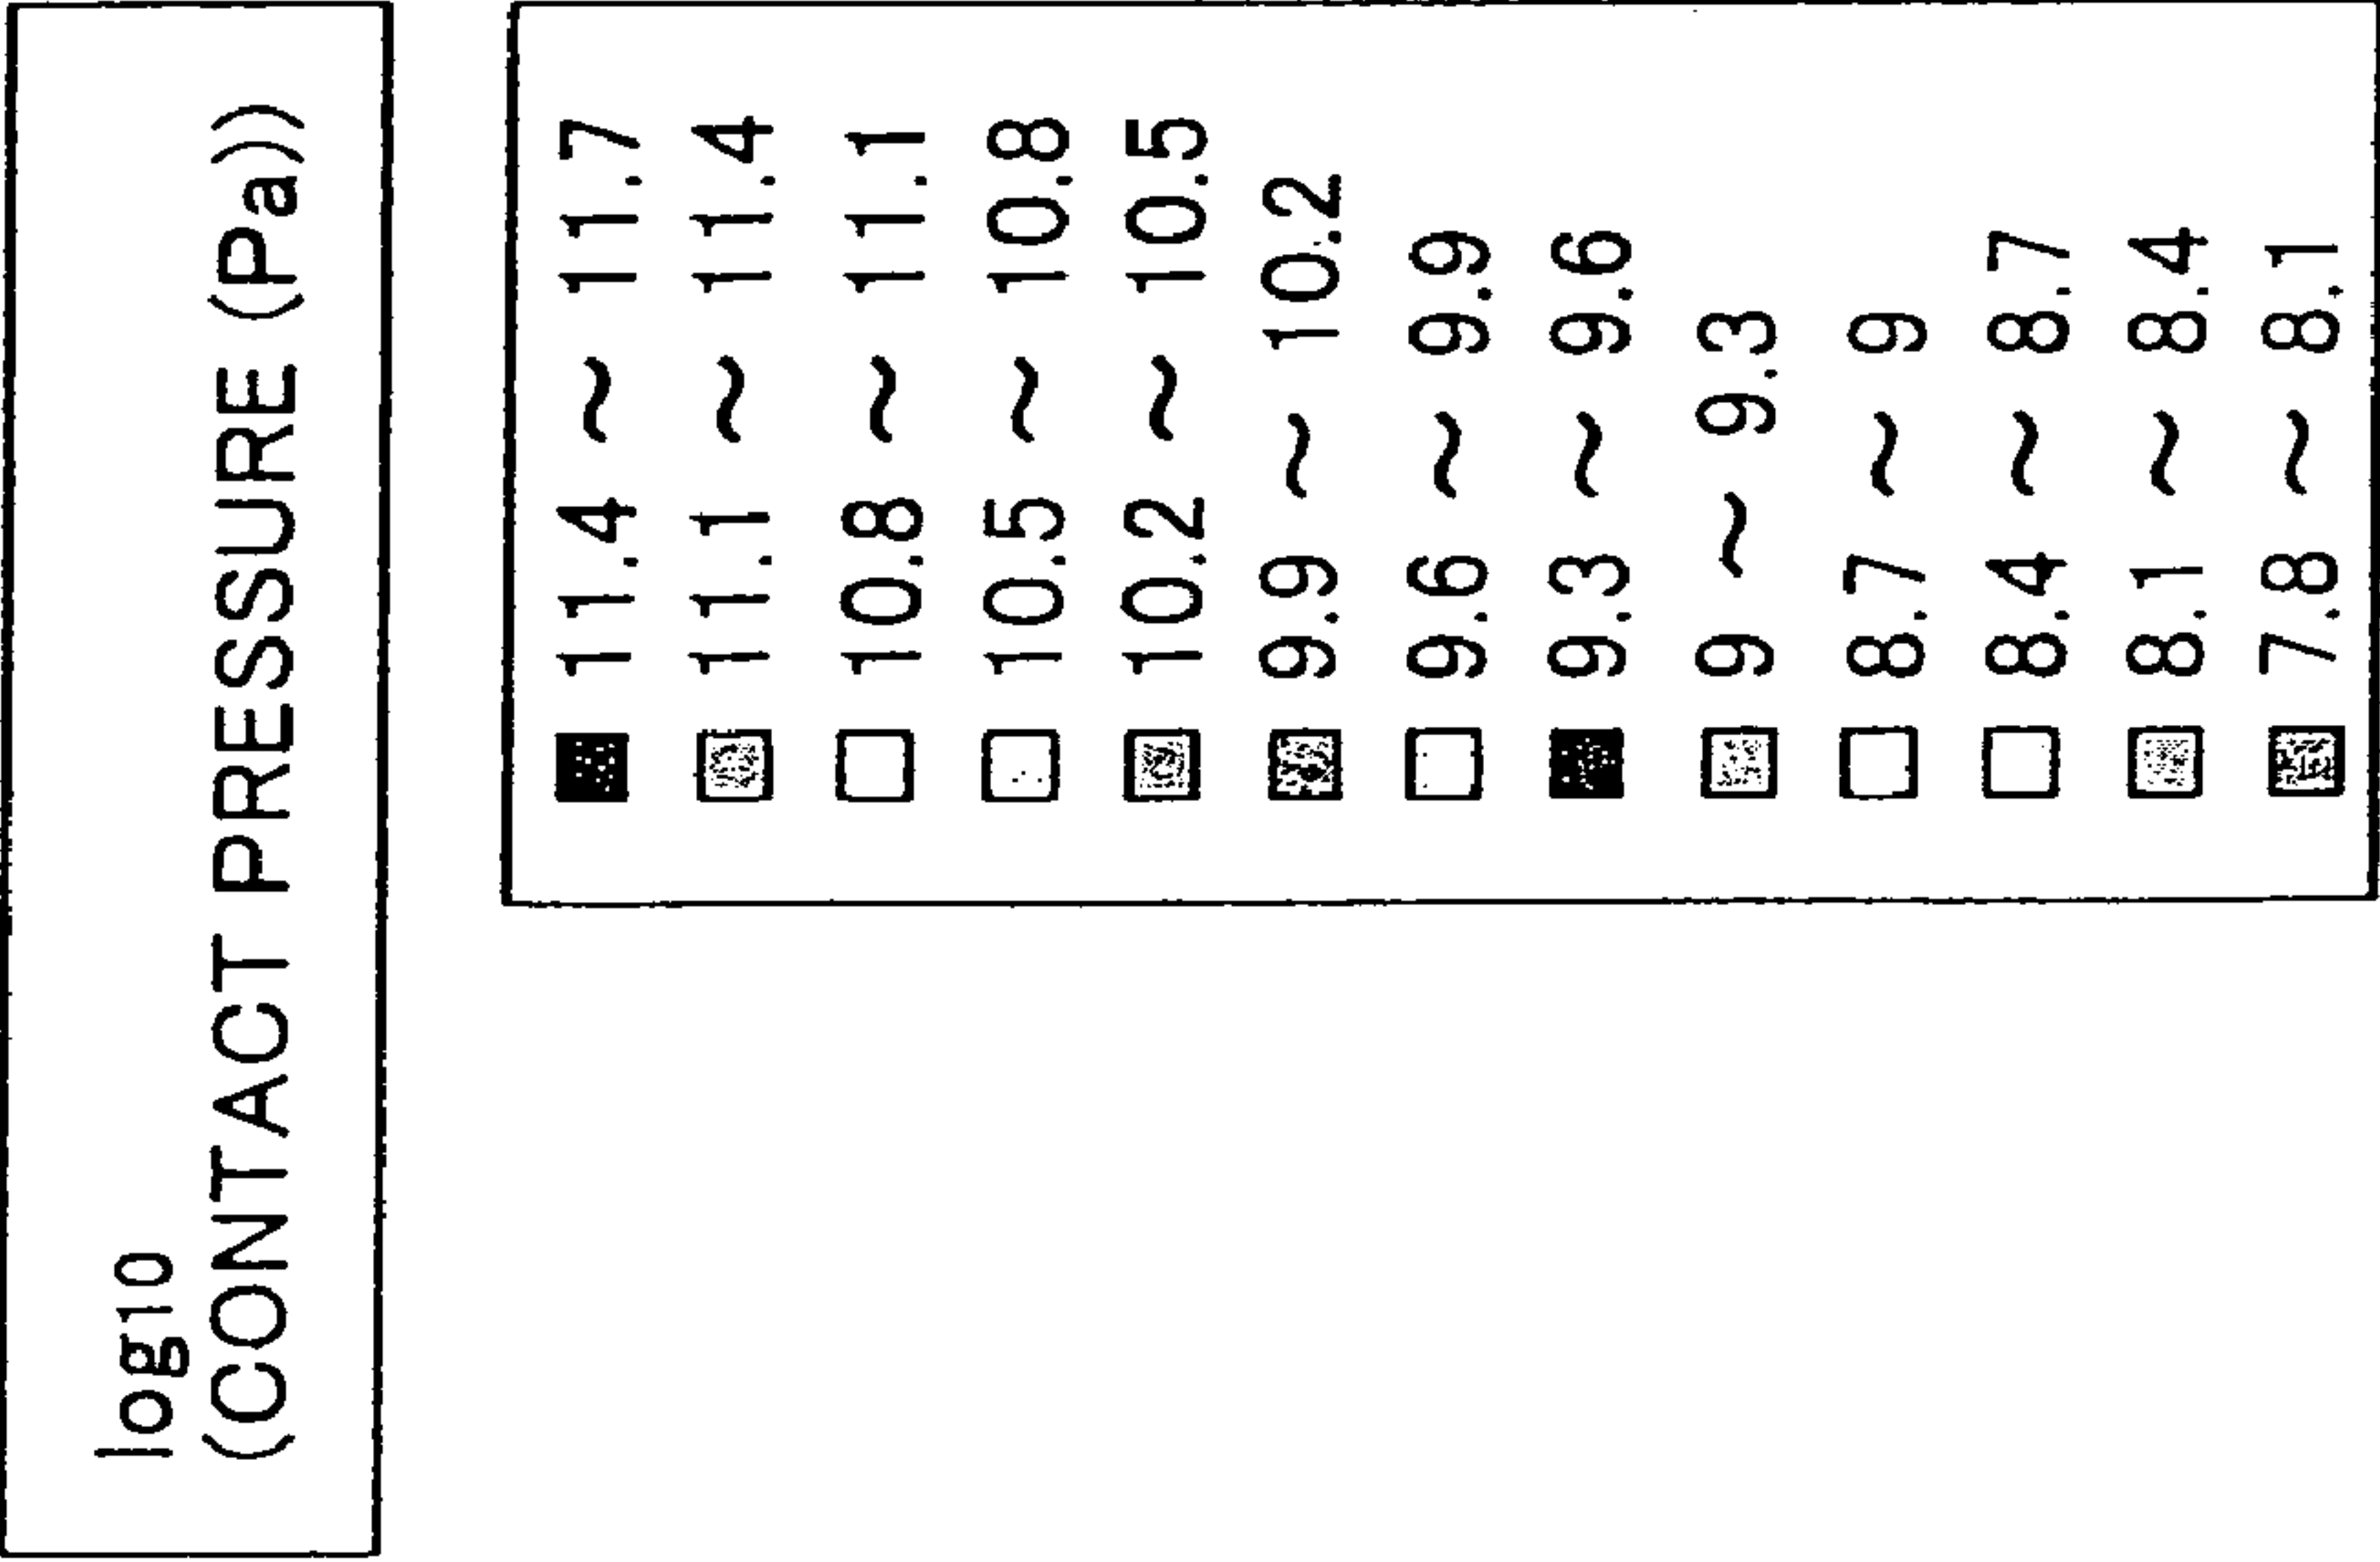 log10
(CONTACT PRESSURE (Pa))
11.4 ~ 11.7
11.1 ~ 11.4
10.8 ~ 11.1
10.5 ~ 10.8
10.2 ~ 10.5
9.9 ~ 10.2
9.6 ~ 9.9
9.3 ~ 9.6
9 ~ 9.3
8.7 ~ 9
8.4 ~ 8.7
8.1 ~ 8.4
7.8 ~ 8.1